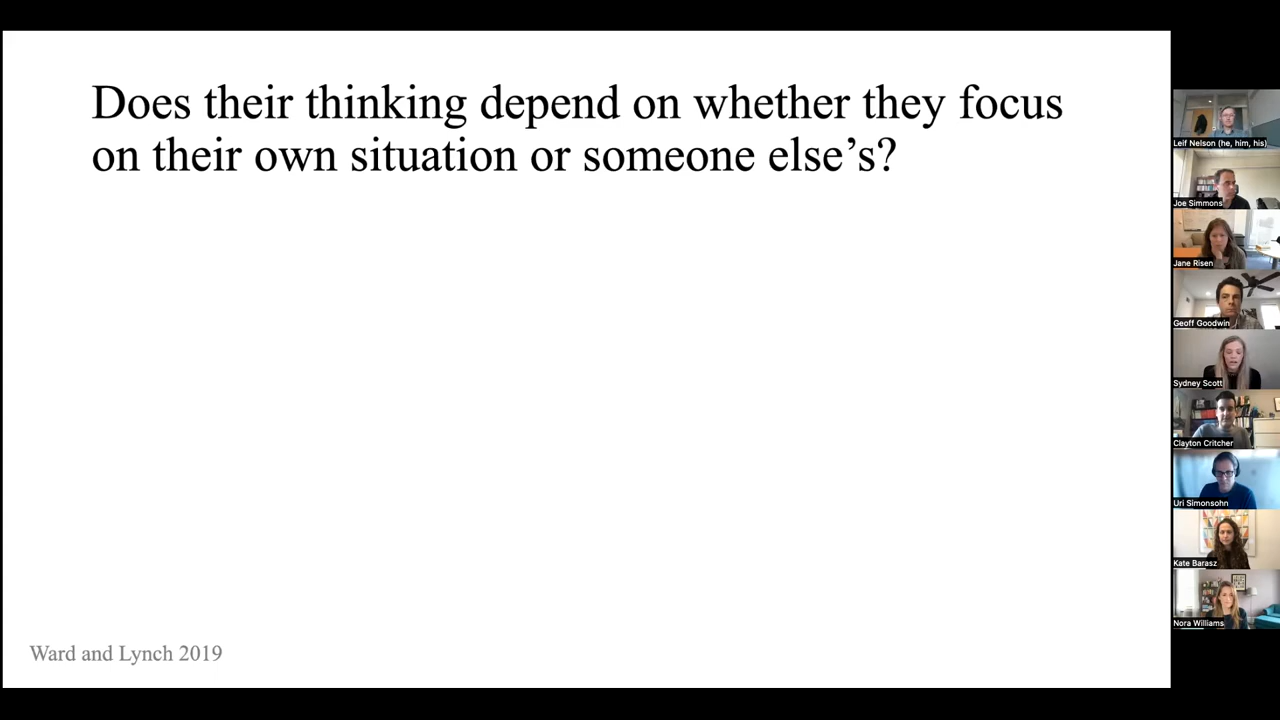 Does their thinking depend on whether they focus
on their own situation or someone else’s?
Ward and Lynch 2019
Leif Nelson (he, him, his)
Joe Simmons
Jane Risen
Geoff Goodwin
Sydney Scott
Clayton Critcher
Uri Simonsohn
Kate Barasz
Nora Williams